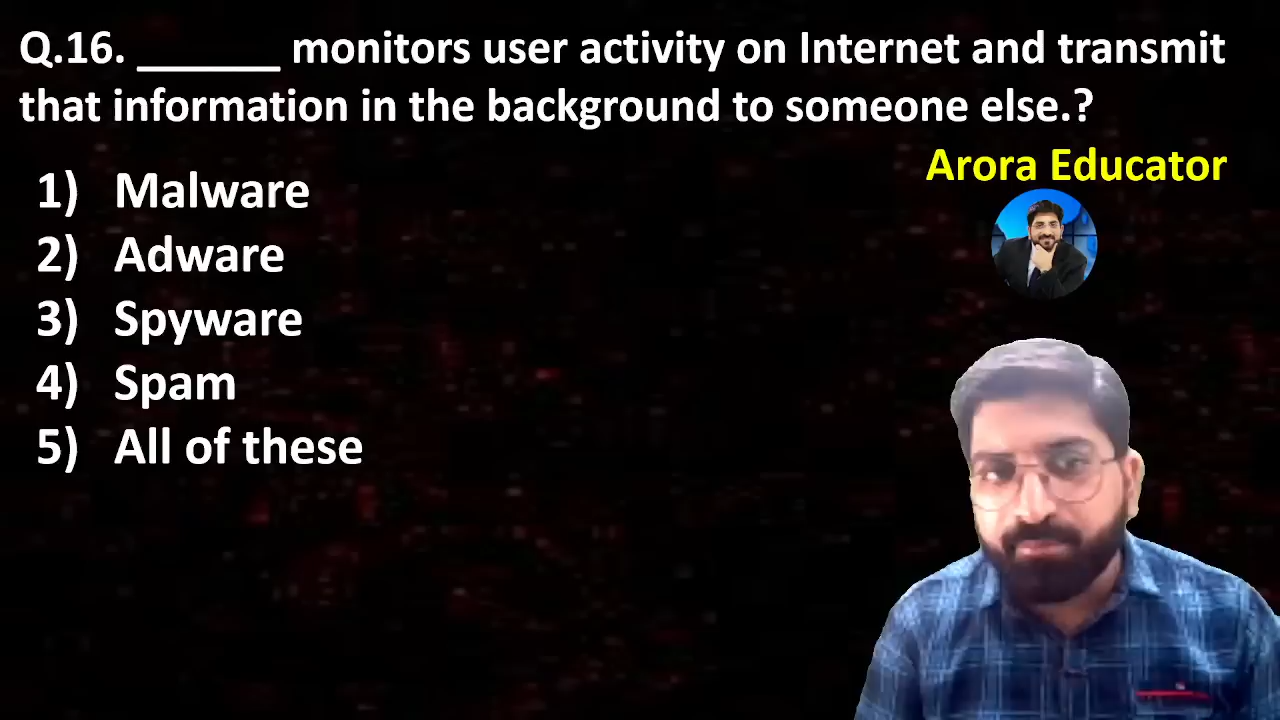 Q.16. ______ monitors user activity on Internet and transmit
that information in the background to someone else.?
Arora Educator
1) Malware
2) Adware
3) Spyware
4) Spam
5) All of these